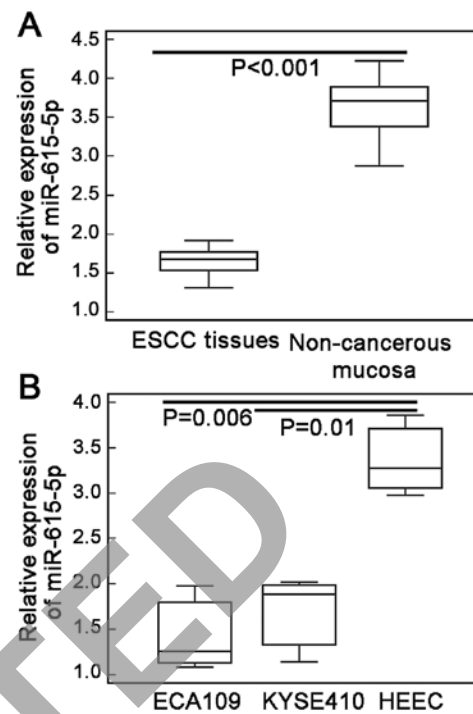 A
Relative expression
of miR-615-5p
4.5
4.0
3.5
3.0
2.5
2.0
1.5
1.0
P<0.001
ESCC tissues
Non-cancerous
mucosa
B
Relative expression
of miR-615-5p
4.0
3.5
3.0
2.5
2.0
1.5
1.0
P=0.006
P=0.01
ECA109 KYSE410 HEEC
TED